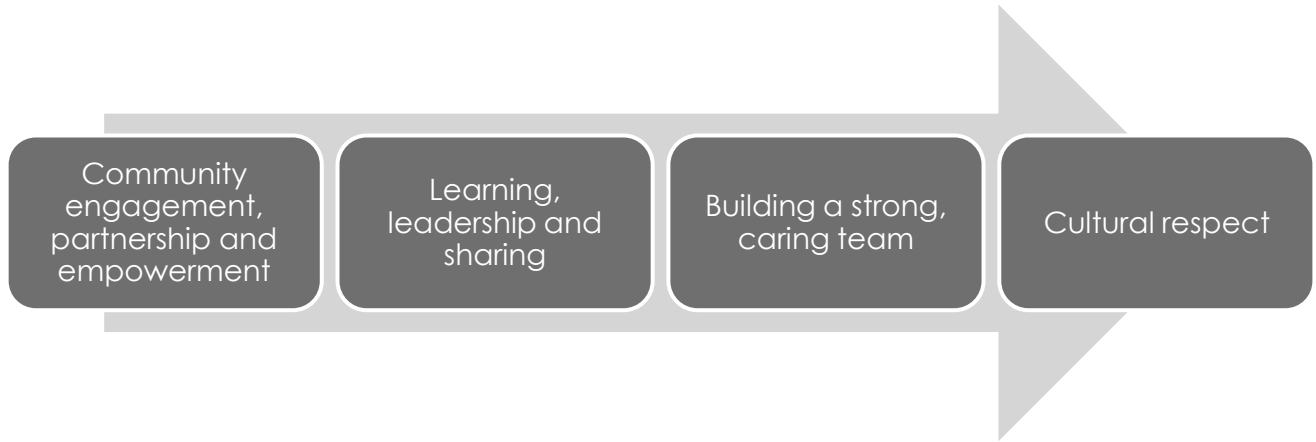 Community
engagement,
partnership and
empowerment
Learning,
leadership and
sharing
Building a strong,
caring team
Cultural respect